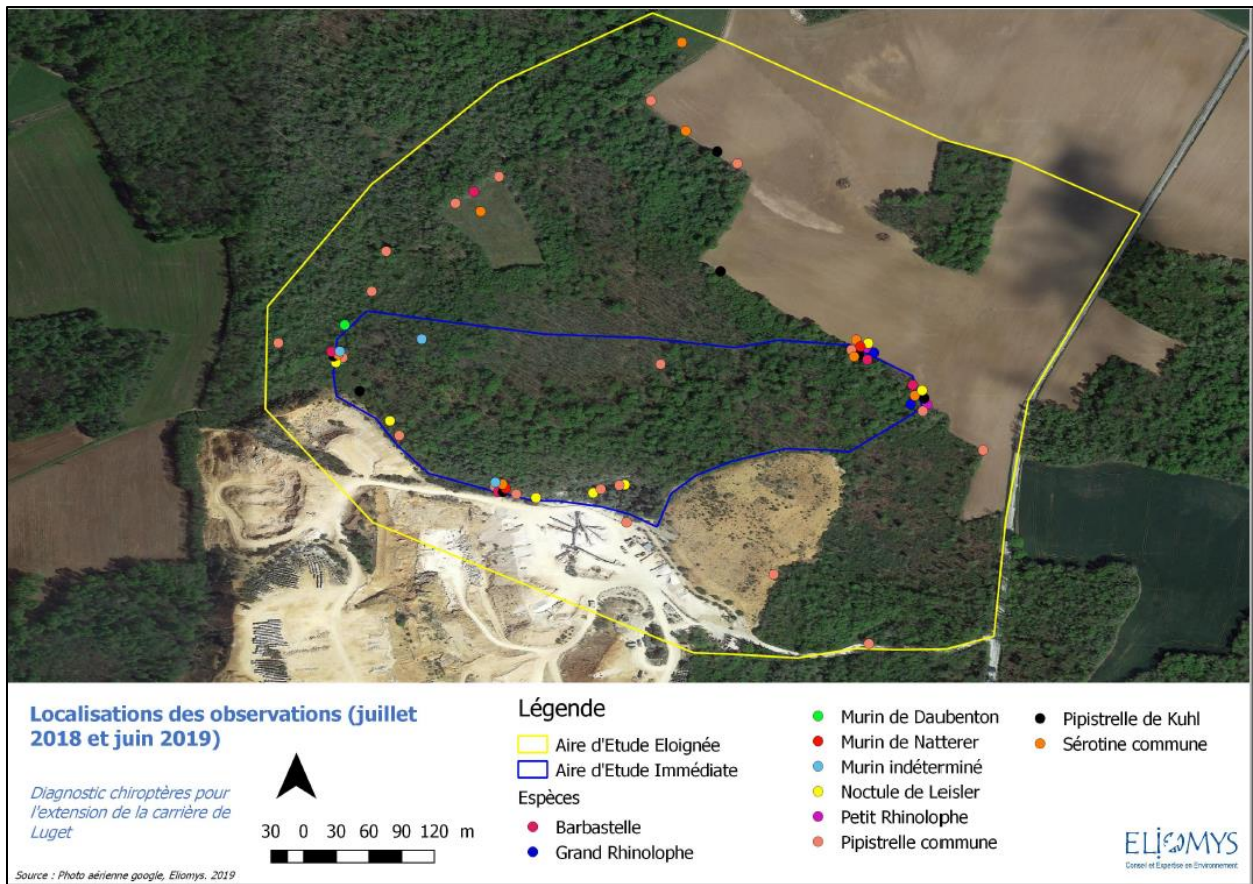 Localisations des observations (juillet
2018 et juin 2019)
Diagnostic chiroptères pour
l'extension de la carrière de
Luget
30 0 30 60 90 120 m
Source : Photo aérienne google, Eliomys. 2019
Légende
Aire d'Etude Eloignée
Aire d'Etude Immédiate
Espèces
Barbastelle
Grand Rhinolophe
Murin de Daubenton
Murin de Natterer
Murin indéterminé
Noctule de Leisler
Petit Rhinolophe
Pipistrelle commune
Pipistrelle de Kuhl
Sérotine commune
ELIOMYS
Conseil et Expertise en Environnement